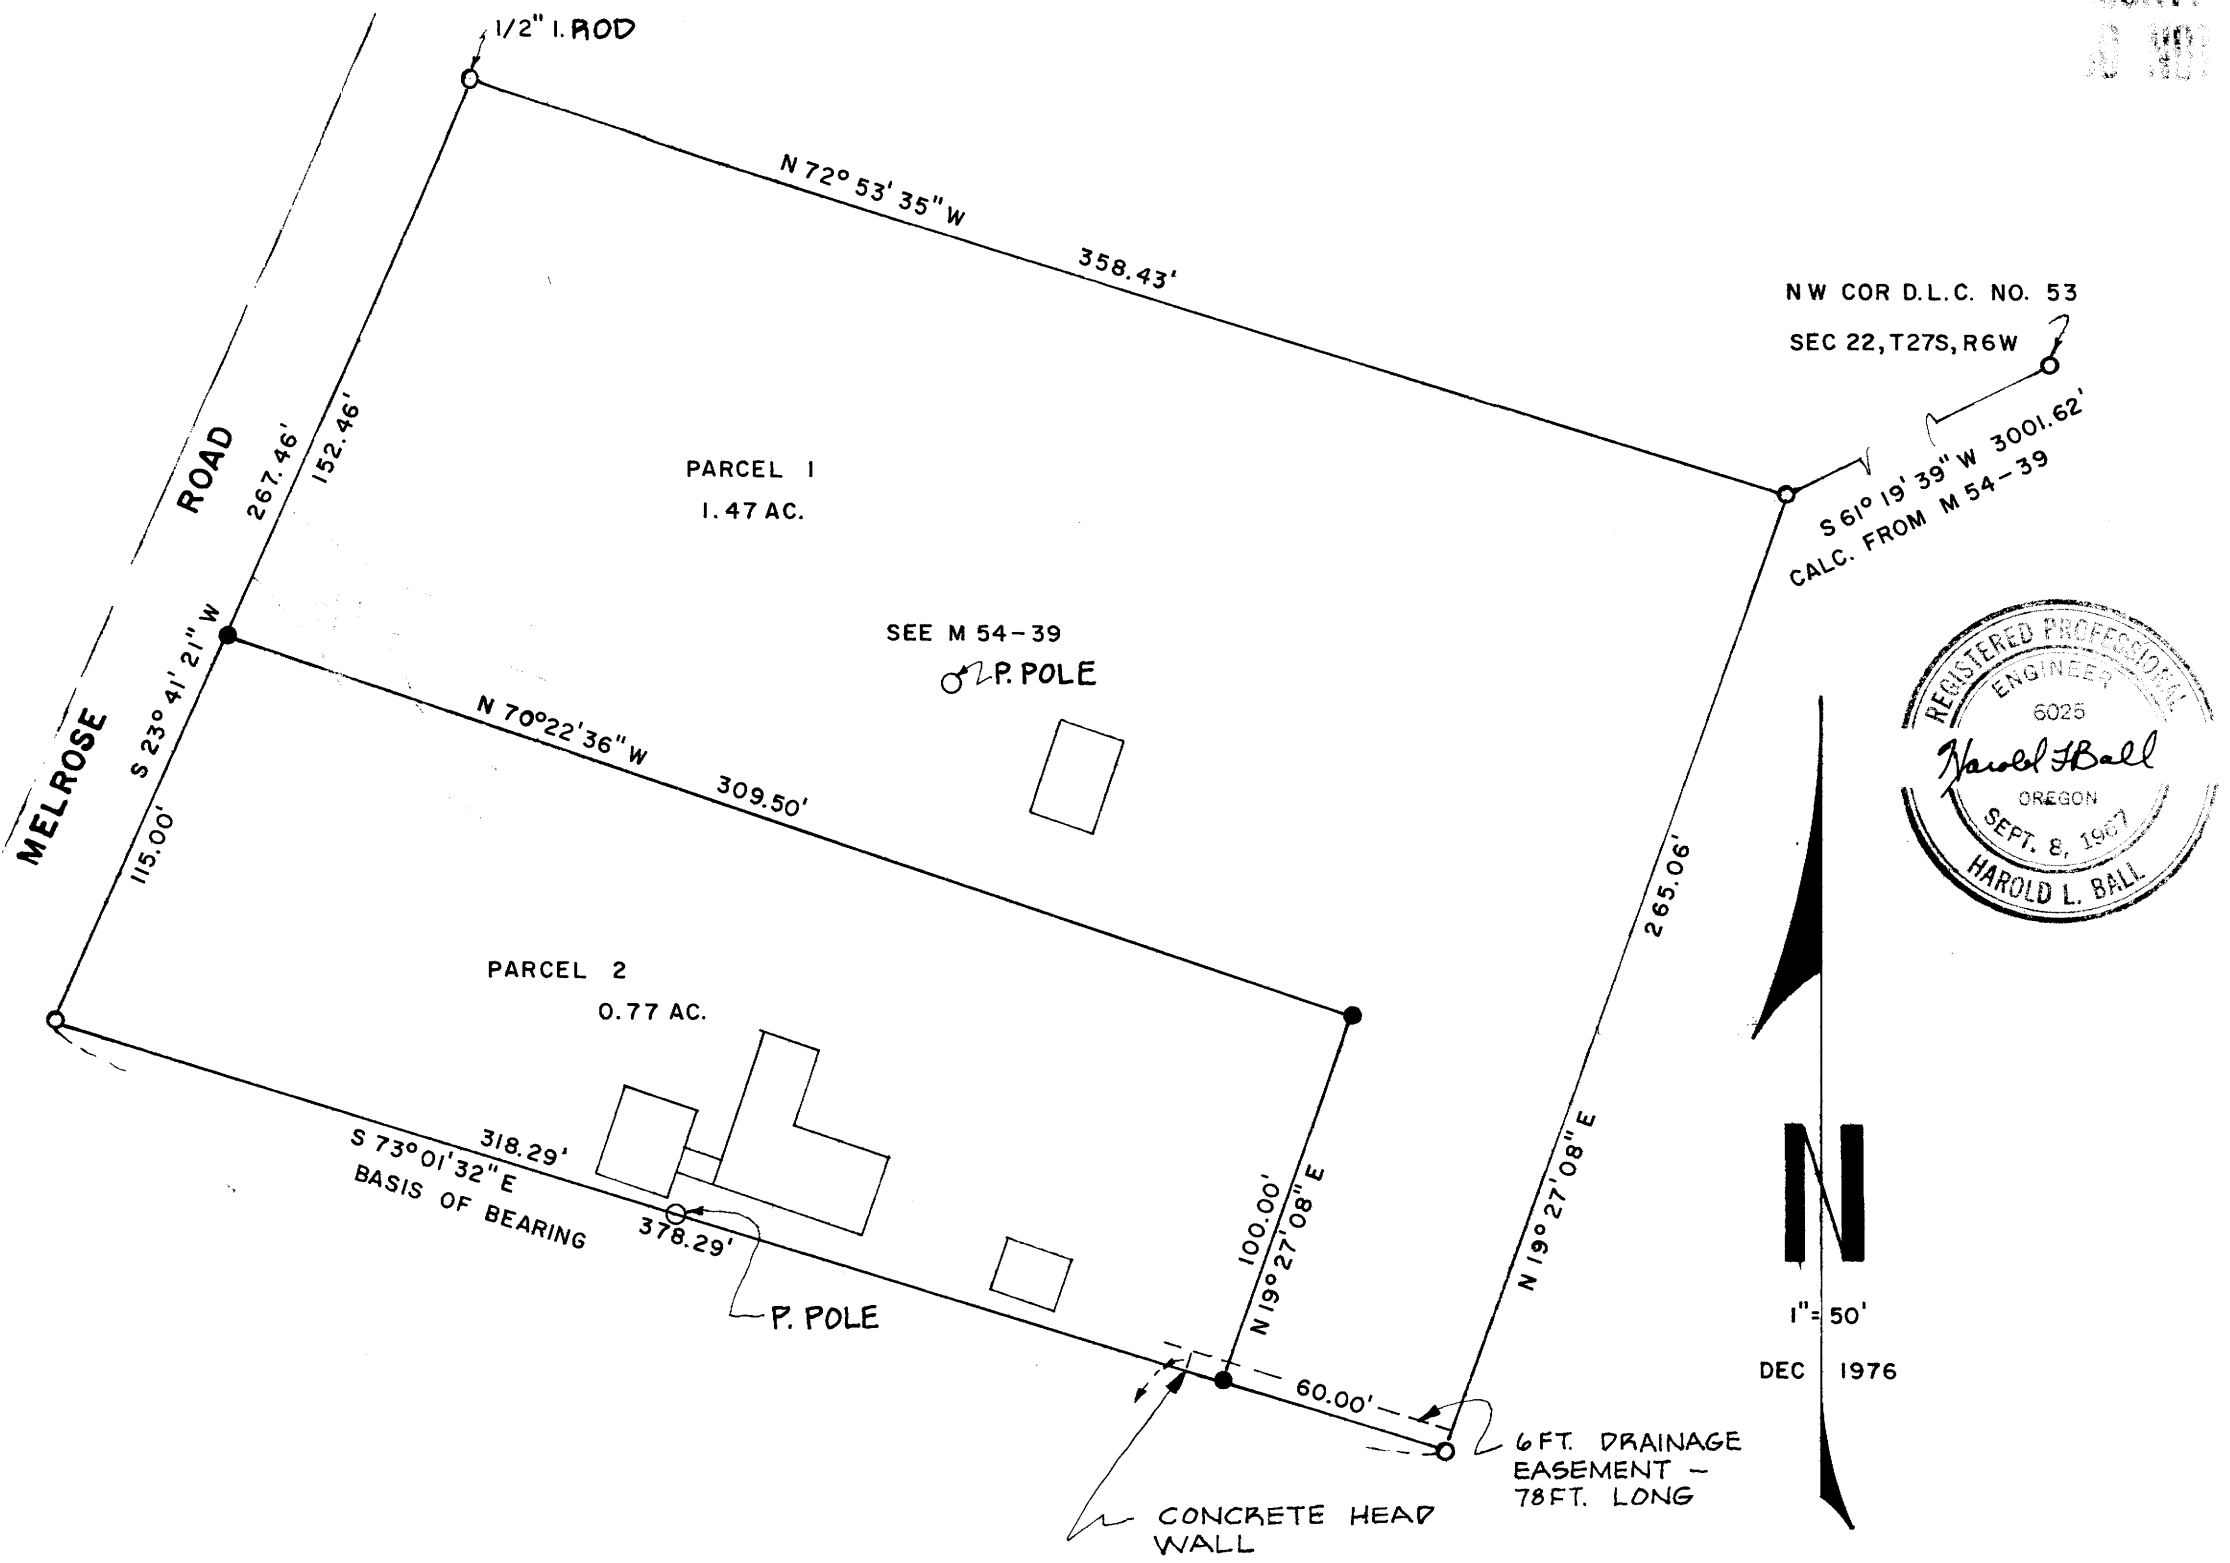 1/2" I. ROD
N 72° 53' 35" W
358.43'
NW COR D.L.C. NO. 53
SEC 22, T27S, R6W
S 61° 19' 39" W 3001.62'
CALC. FROM M 54-39
267.46'
152.46'
PARCEL 1
1.47 AC.
MELROSE ROAD
S 23° 41' 21" W
115.00'
SEE M 54-39
P. POLE
N 70° 22' 36" W
309.50'
265.06'
N 19° 27' 08" E
REGISTERED PROFESSIONAL
ENGINEER
6025
Harold L Ball
OREGON
SEPT. 8, 1967
HAROLD L. BALL
PARCEL 2
0.77 AC.
318.29'
S 73° 01' 32" E
BASIS OF BEARING
378.29'
P. POLE
100.00'
N 19° 27' 08" E
60.00'
N
1" = 50'
DEC 1976
6 FT. DRAINAGE
EASEMENT -
78 FT. LONG
CONCRETE HEAD
WALL